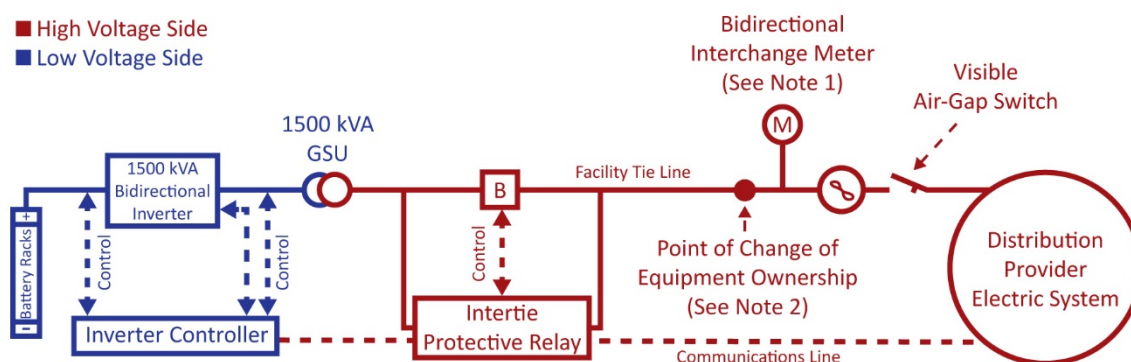 High Voltage Side
Low Voltage Side
1500 kVA
Bidirectional
Inverter
1500 kVA
GSU
Bidirectional
Interchange Meter
(See Note 1)
Visible
Air-Gap Switch
M
B
Facility Tie Line
+
Battery Racks
-
Control
Control
Control
Inverter Controller
Intertie
Protective Relay
Point of Change of
Equipment Ownership
(See Note 2)
Distribution
Provider
Electric System
Communications Line